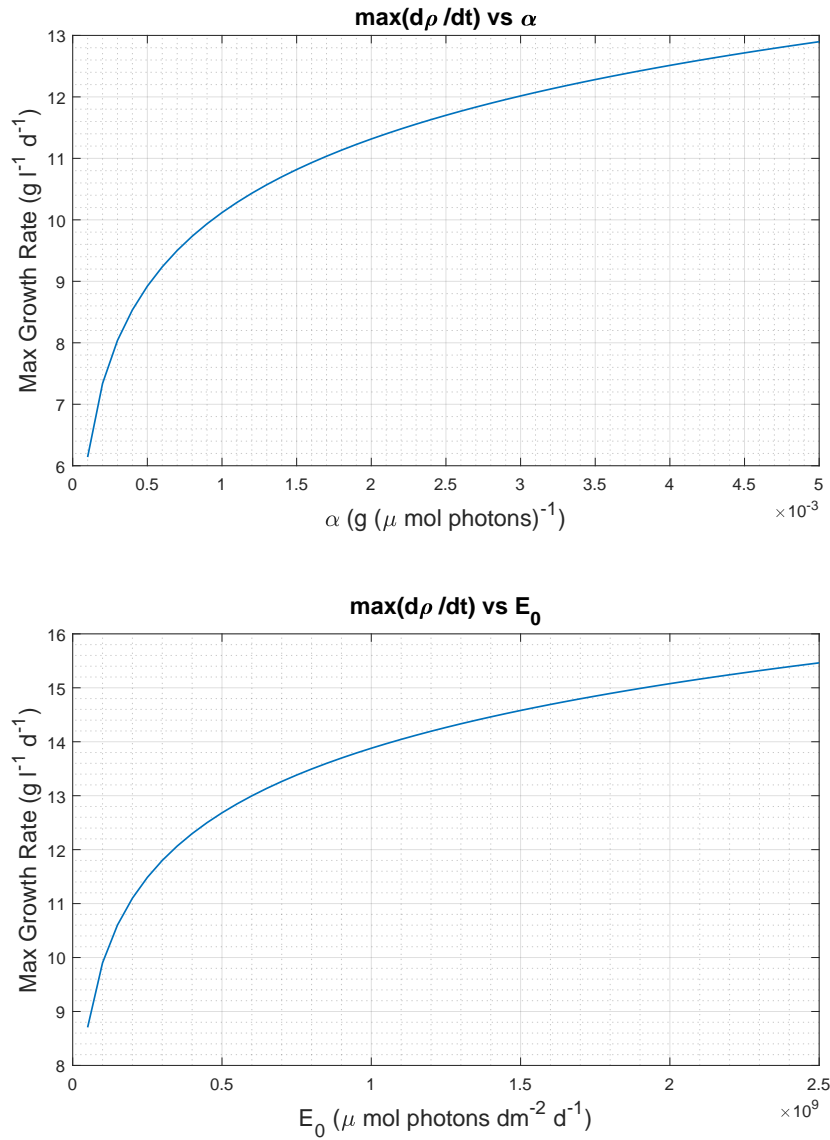 max(dρ /dt) vs α
Max Growth Rate (g l-1 d-1)
13
12
11
10
9
8
7
6
0 0.5 1 1.5 2 2.5 3 3.5 4 4.5 5
×10-3
α (g (μ mol photons)-1)
max(dρ /dt) vs E0
Max Growth Rate (g l-1 d-1)
16
15
14
13
12
11
10
9
8
0 0.5 1 1.5 2 2.5
×109
E0 (μ mol photons dm-2 d-1)